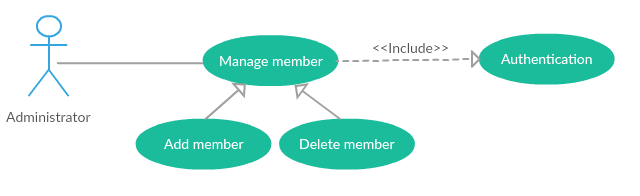 <<Include>>
Manage member
Authentication
Administrator
Add member
Delete member